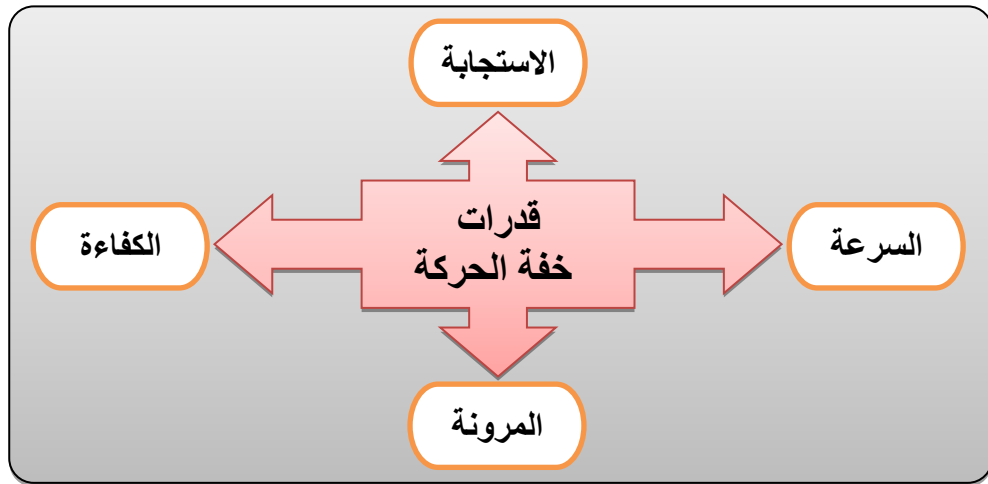 الاستجابة
السرعة
قدرات
خفة الحركة
الكفاءة
المرونة